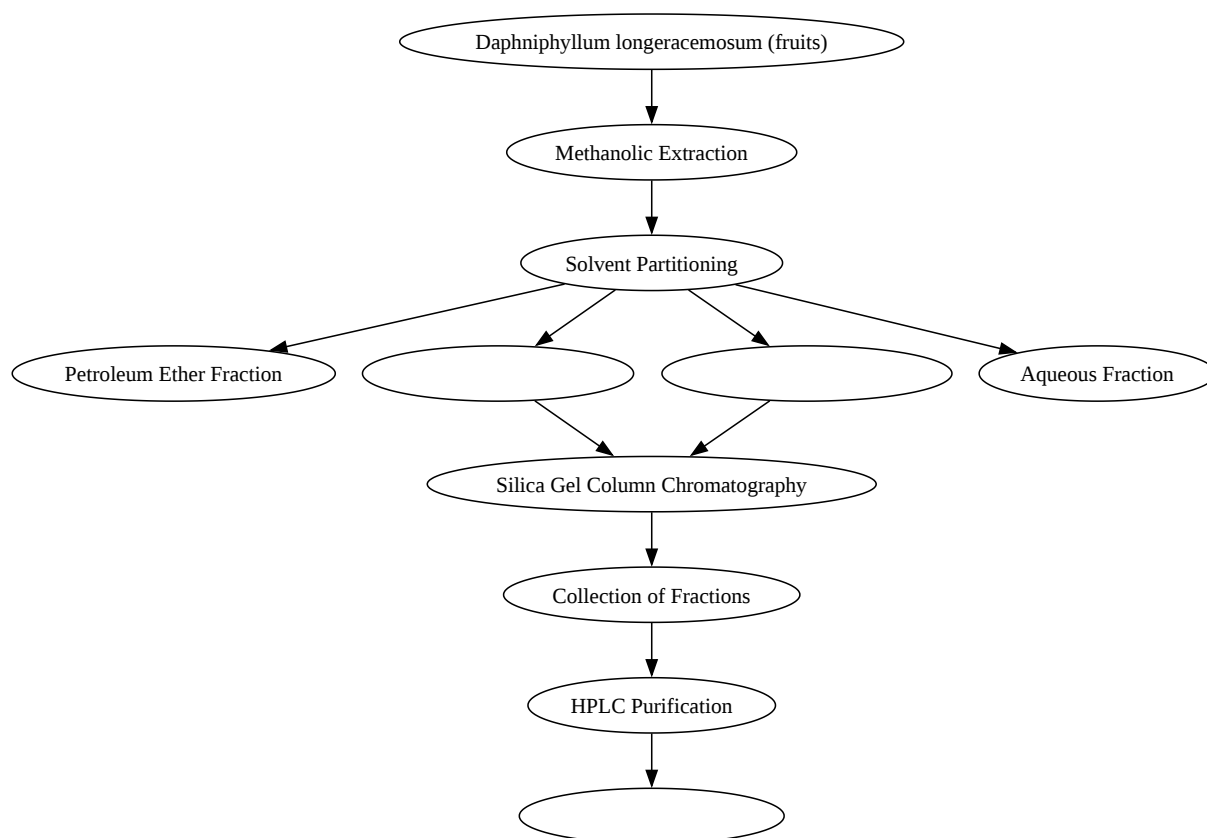 Daphniphyllum longeracemosum (fruits)
Methanolic Extraction
Solvent Partitioning
Petroleum Ether Fraction
Aqueous Fraction
Silica Gel Column Chromatography
Collection of Fractions
HPLC Purification